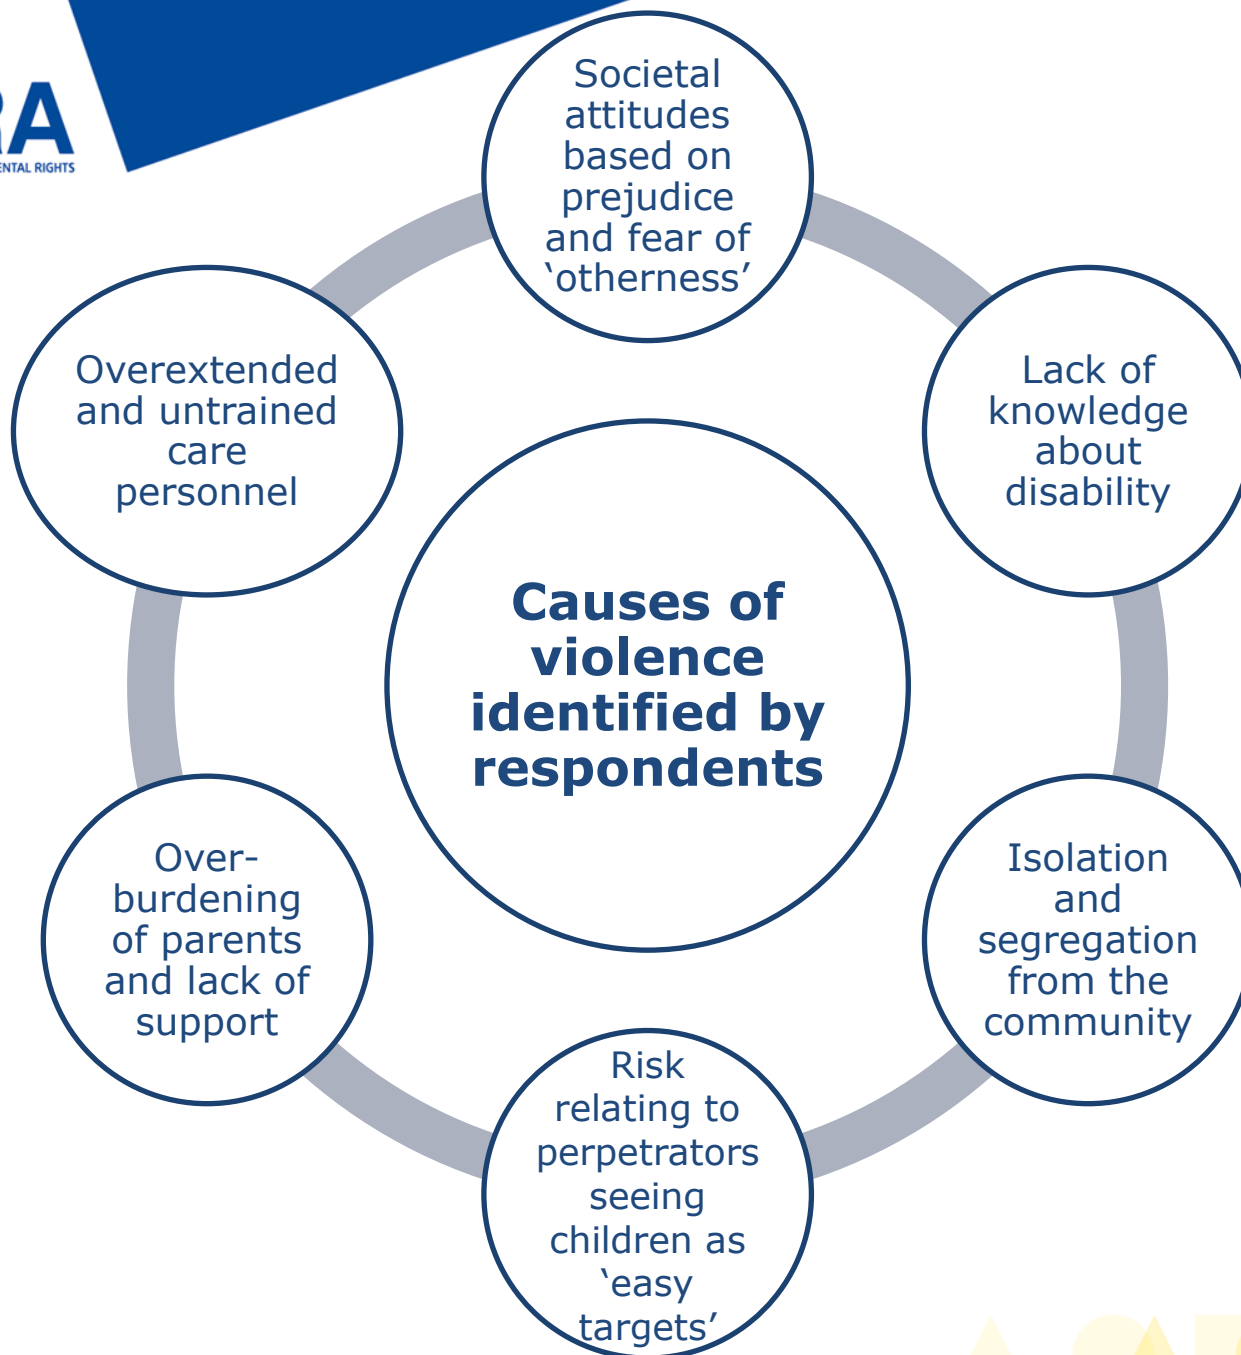 RA
ENTAL RIGHTS
Societal
attitudes
based on
prejudice
and fear of
‘otherness’
Lack of
knowledge
about
disability
Isolation
and
segregation
from the
community
Risk
relating to
perpetrators
seeing
children as
‘easy
targets’
Over-
burdening
of parents
and lack of
support
Overextended
and untrained
care
personnel
Causes of
violence
identified by
respondents